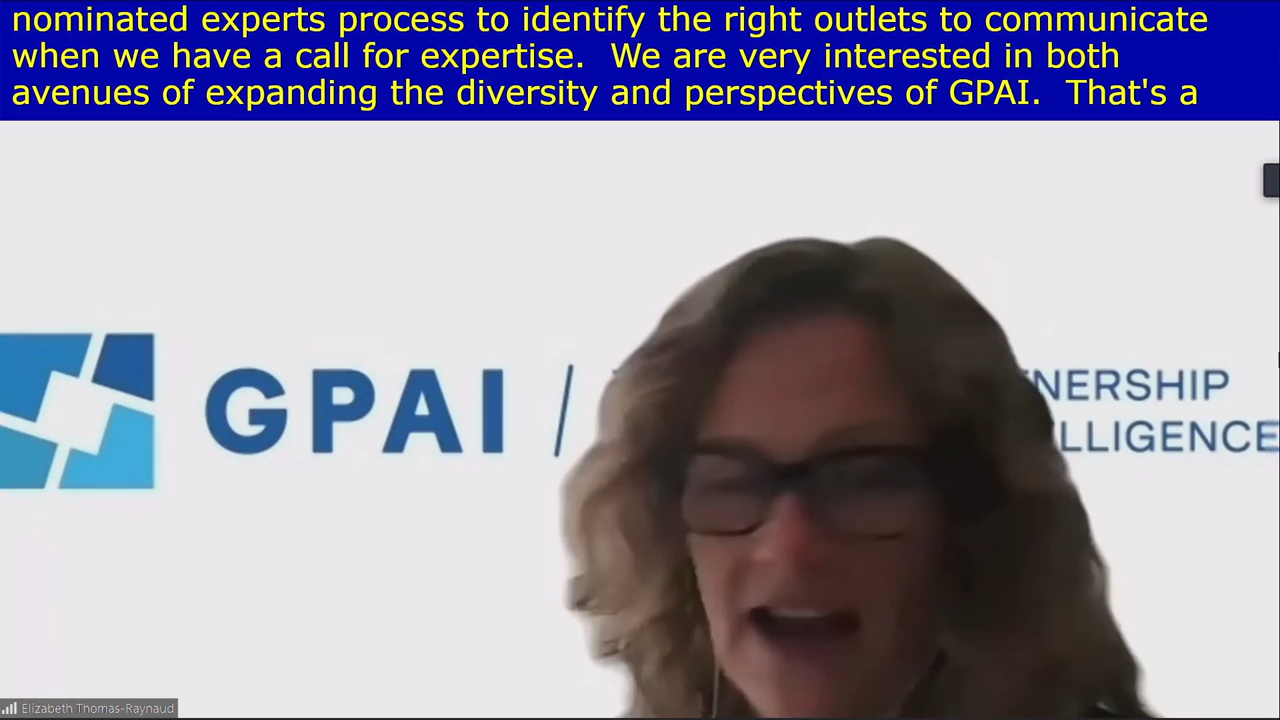 nominated experts process to identify the right outlets to communicate
when we have a call for expertise.  We are very interested in both
avenues of expanding the diversity and perspectives of GPAI.  That's a
GPAI /
NERSHIP
LLIGENCE
Elizabeth Thomas-Raynaud